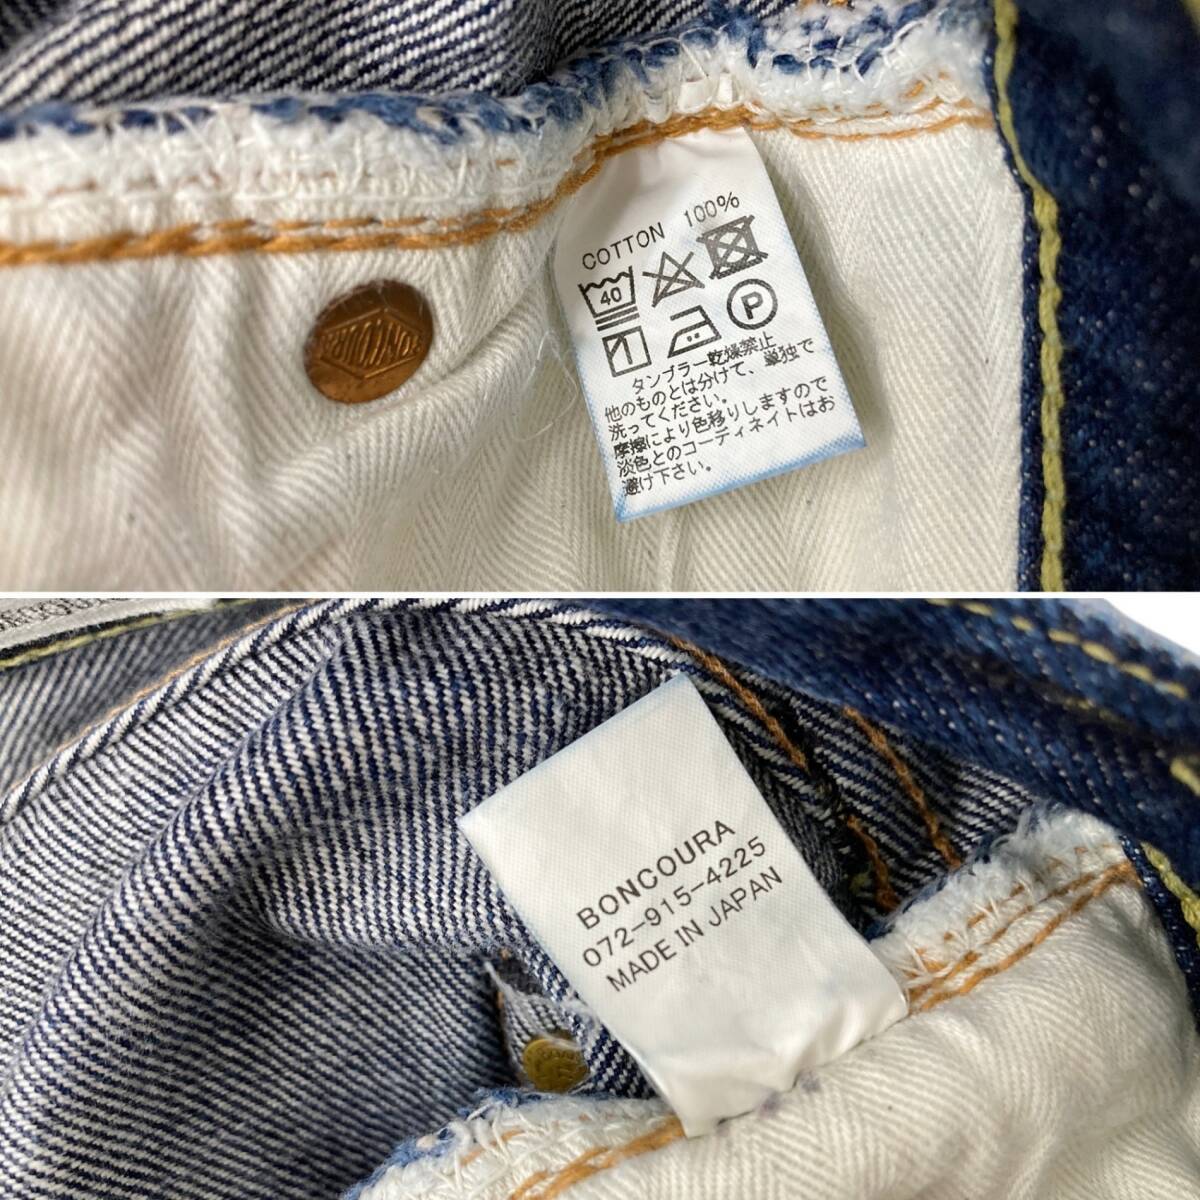 COTTON 100%
40
P
タンブラー乾燥禁止
他のものとは分けて、単独で
洗ってください。
摩擦により色移りしますので
淡色とのコーディネイトはお
避け下さい。
BONCOURA
072-915-4225
MADE IN JAPAN